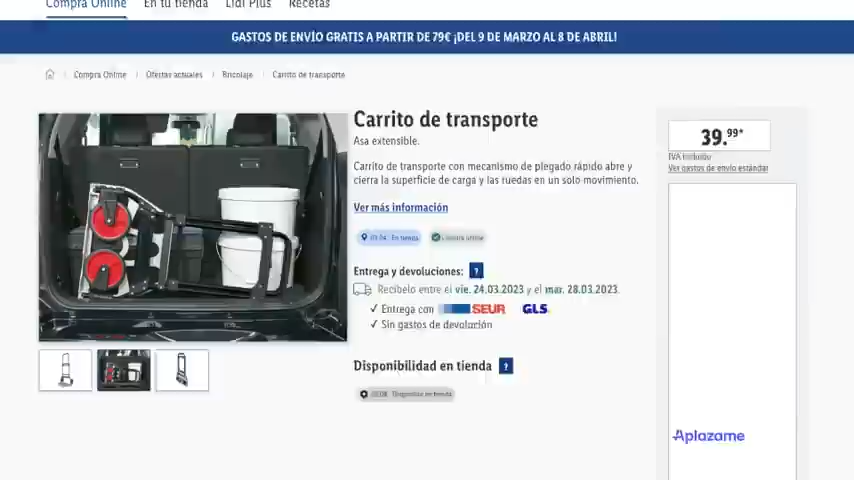 Compra Online En tu tienda Lidl Plus Recetas
GASTOS DE ENVÍO GRATIS A PARTIR DE 79€ ¡DEL 9 DE MARZO AL 8 DE ABRIL!
Compra Online Ofertas actuales Bricolaje Carrito de transporte
Carrito de transporte
Asa extensible.
Carrito de transporte con mecanismo de plegado rápido abre y
cierra la superficie de carga y las ruedas en un solo movimiento.
Ver más información
En tienda
Compra online
39.99*
IVA incluido
Ver gastos de envío estándar
Entrega y devoluciones: ?
Recíbelo entre el vie. 24.03.2023 y el mar. 28.03.2023.
✓ Entrega con SEUR GLS.
✓ Sin gastos de devolución
Disponibilidad en tienda ?
Disponible en tienda
Aplazame